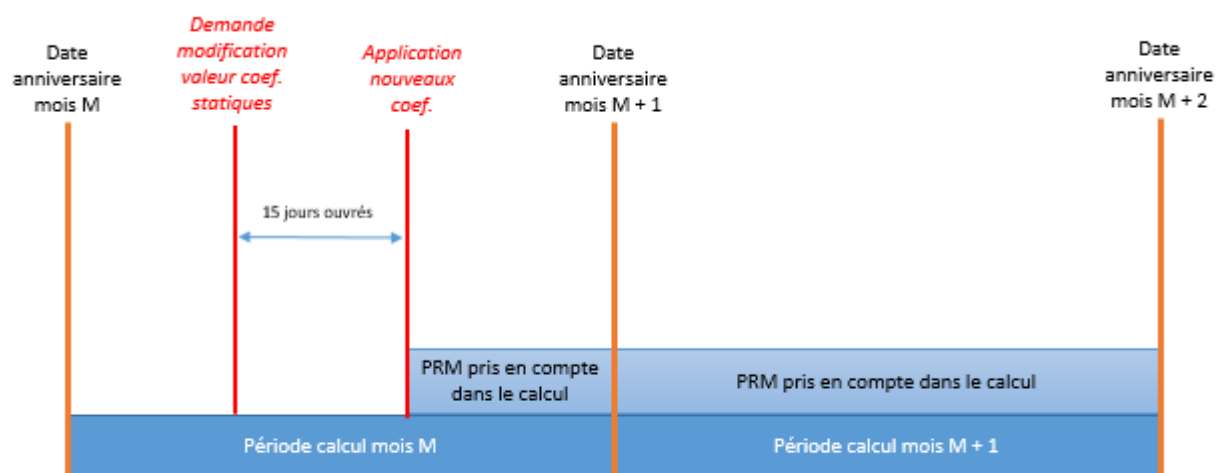 Date
anniversaire
mois M
Demande
modification
valeur coef.
statiques
Application
nouveaux
coef.
Date
anniversaire
mois M + 1
Date
anniversaire
mois M + 2
15 jours ouvrés
PRM pris en compte
dans le calcul
PRM pris en compte dans le calcul
Période calcul mois M
Période calcul mois M + 1